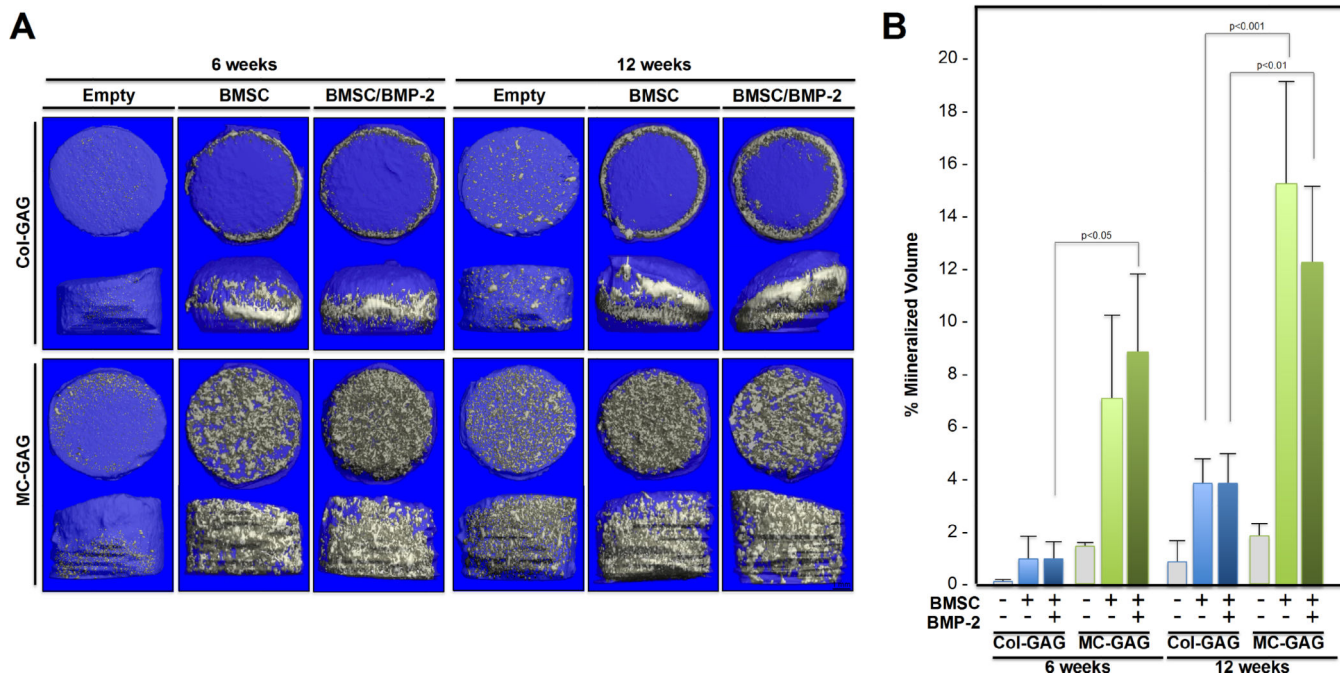 A
6 weeks
12 weeks
Empty
BMSC
BMSC/BMP-2
Empty
BMSC
BMSC/BMP-2
Col-GAG
MC-GAG
B
% Miineralized Volume
20 -
18 -
16 -
14 -
12 -
10 -
8 -
6 -
4 -
2 -
0 -
p<0.001
p<0.01
p<0.05
BMSC - + + - + + - + + - + +
BMP-2 - - + - - + - - + - - +
Col-GAG MC-GAG Col-GAG MC-GAG
6 weeks 12 weeks